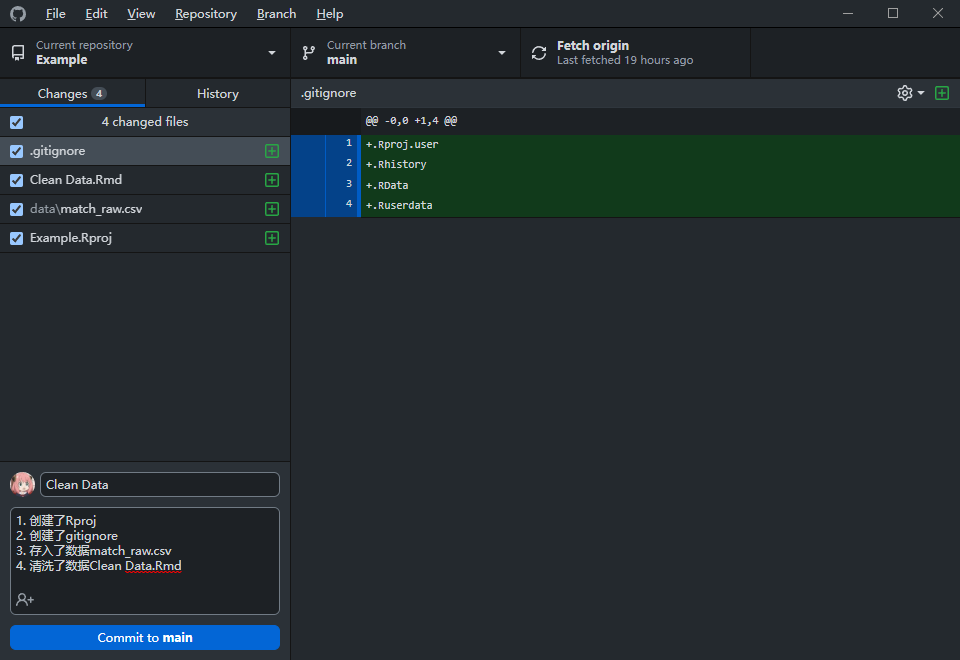 File Edit View Repository Branch Help
Current repository
Example
Current branch
main
Fetch origin
Last fetched 19 hours ago
Changes 4
History
.gitignore
4 changed files
@@ -0,0 +1,4 @@
.gitignore
1 +.Rproj.user
2 +.Rhistory
3 +.RData
4 +.Ruserdata
Clean Data.Rmd
data\match_raw.csv
Example.Rproj
Clean Data
1. 创建了Rproj
2. 创建了gitignore
3. 存入了数据match_raw.csv
4. 清洗了数据Clean Data.Rmd
Commit to main